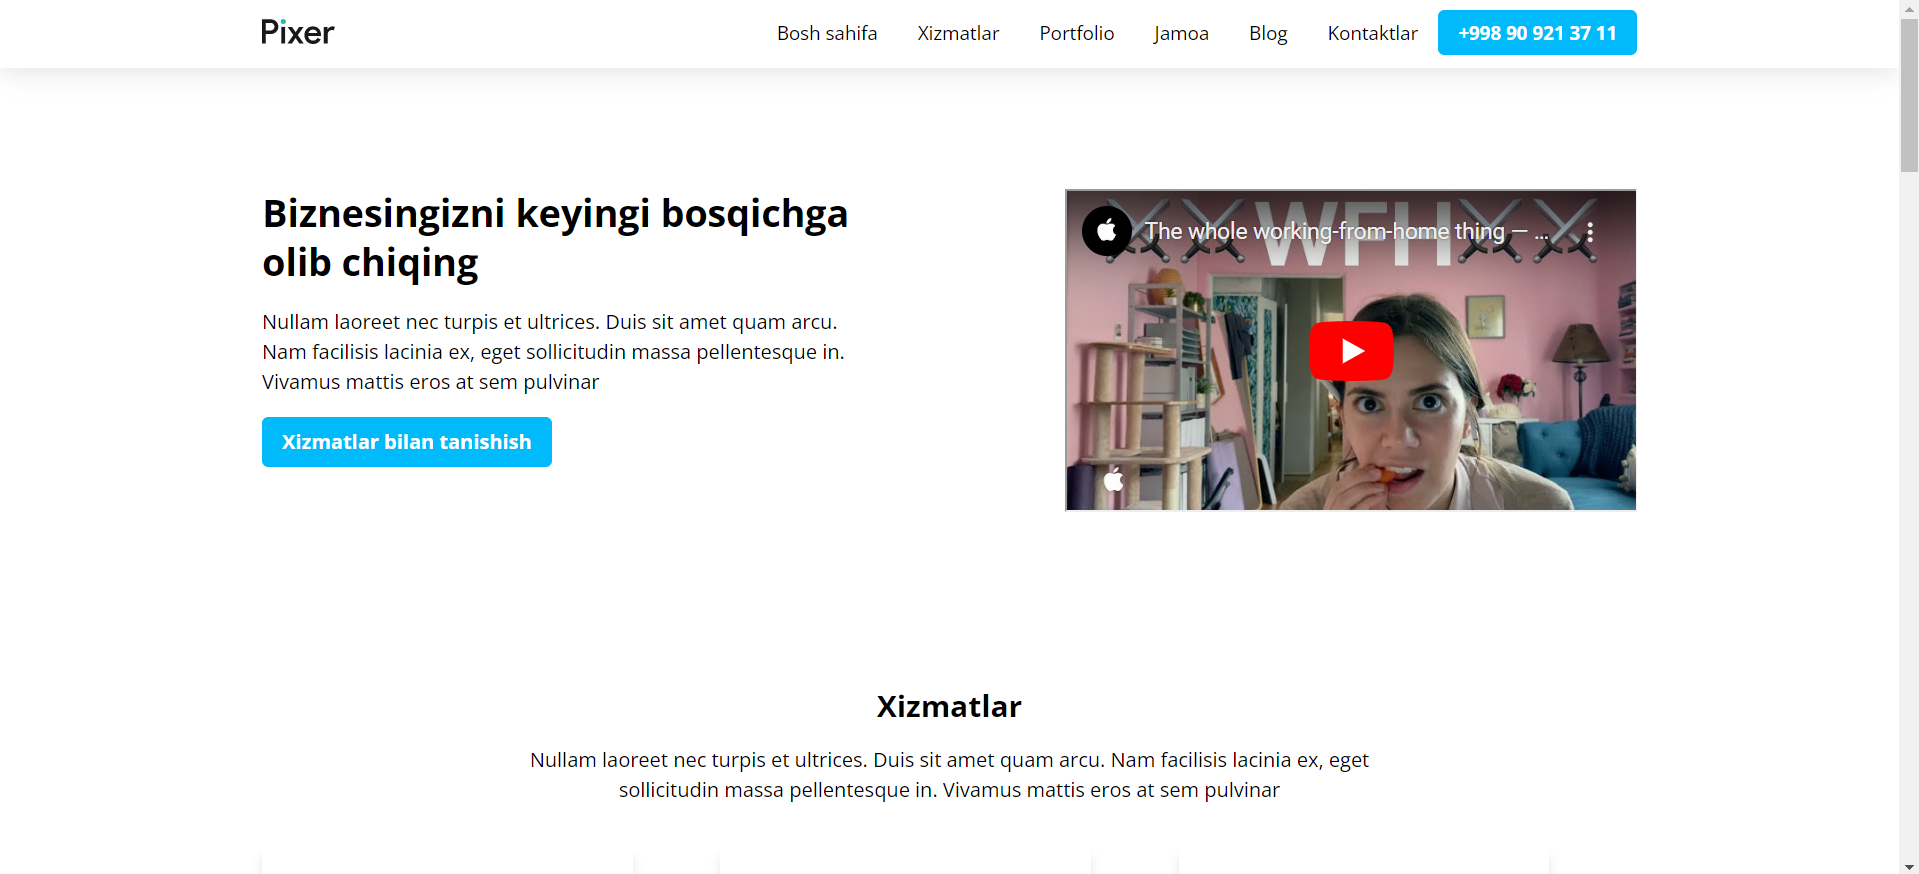 Pixer
Bosh sahifa
Xizmatlar
Portfolio
Jamoa
Blog
Kontaktlar
+998 90 921 37 11
Biznesingizni keyingi bosqichga
olib chiqing
Nullam laoreet nec turpis et ultrices. Duis sit amet quam arcu.
Nam facilisis lacinia ex, eget sollicitudin massa pellentesque in.
Vivamus mattis eros at sem pulvinar
Xizmatlar bilan tanishish
WFH
The whole working-from-home thing — ...
Xizmatlar
Nullam laoreet nec turpis et ultrices. Duis sit amet quam arcu. Nam facilisis lacinia ex, eget
sollicitudin massa pellentesque in. Vivamus mattis eros at sem pulvinar